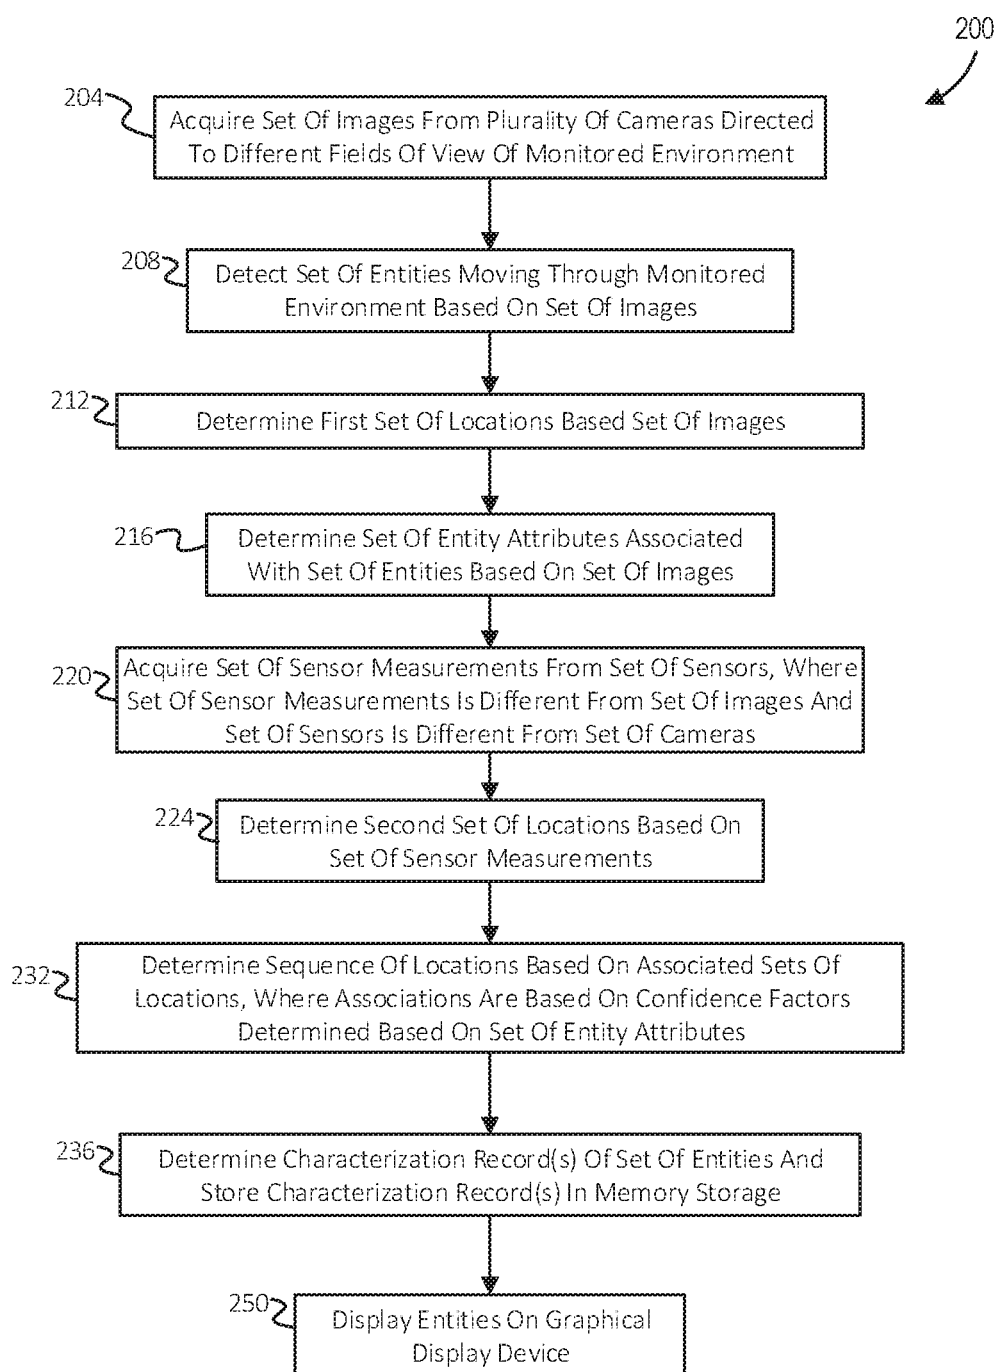 200
204
Acquire Set Of Images From Plurality Of Cameras Directed
To Different Fields Of View Of Monitored Environment
208
Detect Set Of Entities Moving Through Monitored
Environment Based On Set Of Images
212
Determine First Set Of Locations Based Set Of Images
216
Determine Set Of Entity Attributes Associated
With Set Of Entities Based On Set Of Images
220
Acquire Set Of Sensor Measurements From Set Of Sensors, Where
Set Of Sensor Measurements Is Different From Set Of Images And
Set Of Sensors Is Different From Set Of Cameras
224
Determine Second Set Of Locations Based On
Set Of Sensor Measurements
232
Determine Sequence Of Locations Based On Associated Sets Of
Locations, Where Associations Are Based On Confidence Factors
Determined Based On Set Of Entity Attributes
236
Determine Characterization Record(s) Of Set Of Entities And
Store Characterization Record(s) In Memory Storage
250
Display Entities On Graphical
Display Device